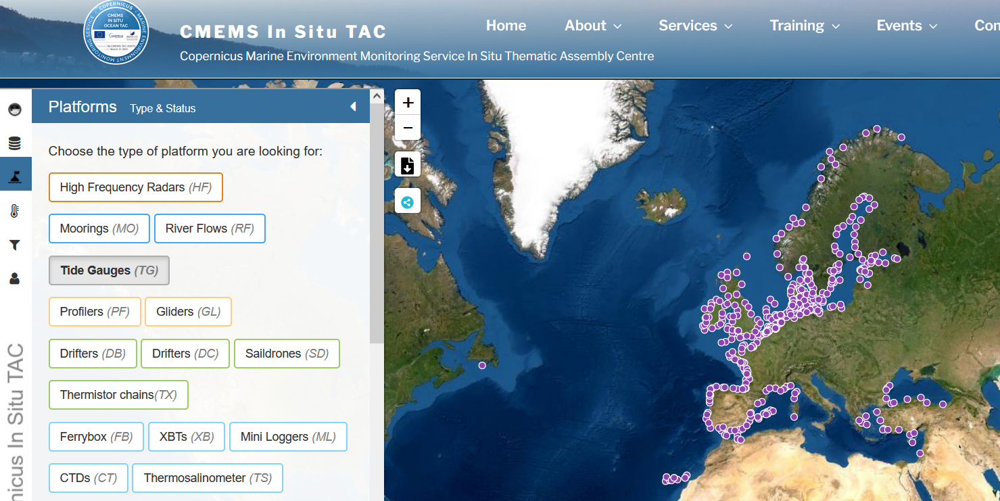 COPERNICUS - MARINE ENVIRONMENT MONITORING SERVICE
CMEMS
IN SITU
OCEAN TAC
CMEMS In Situ TAC
Copernicus Marine Environment Monitoring Service In Situ Thematic Assembly Centre
Home
About
Services
Training
Events
Con
Platforms Type & Status
Choose the type of platform you are looking for:
High Frequency Radars (HF)
Moorings (MO)
River Flows (RF)
Tide Gauges (TG)
Profilers (PF)
Gliders (GL)
Drifters (DB)
Drifters (DC)
Saildrones (SD)
Thermistor chains(TX)
Ferrybox (FB)
XBTs (XB)
Mini Loggers (ML)
CTDs (CT)
Thermosalinometer (TS)
nicus In Situ TAC
+
−